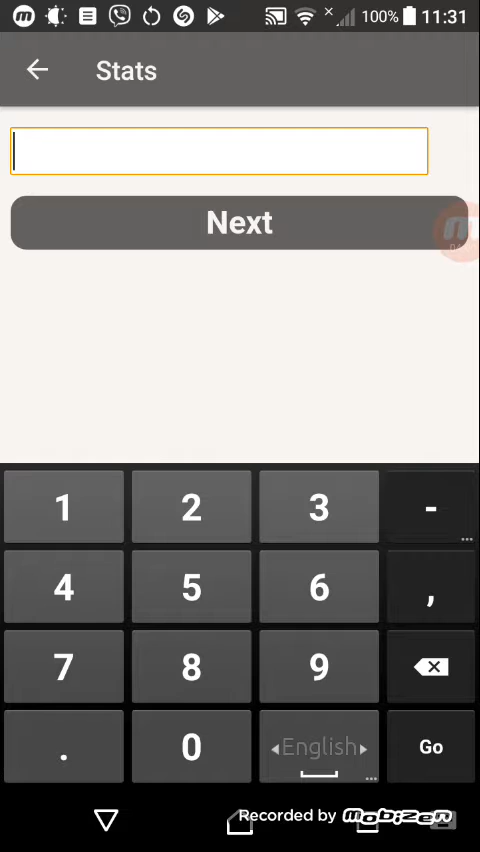 100% 11:31
Stats
Next
1 2 3 -
4 5 6 ,
7 8 9
. 0 English Go
Recorded by mobizen